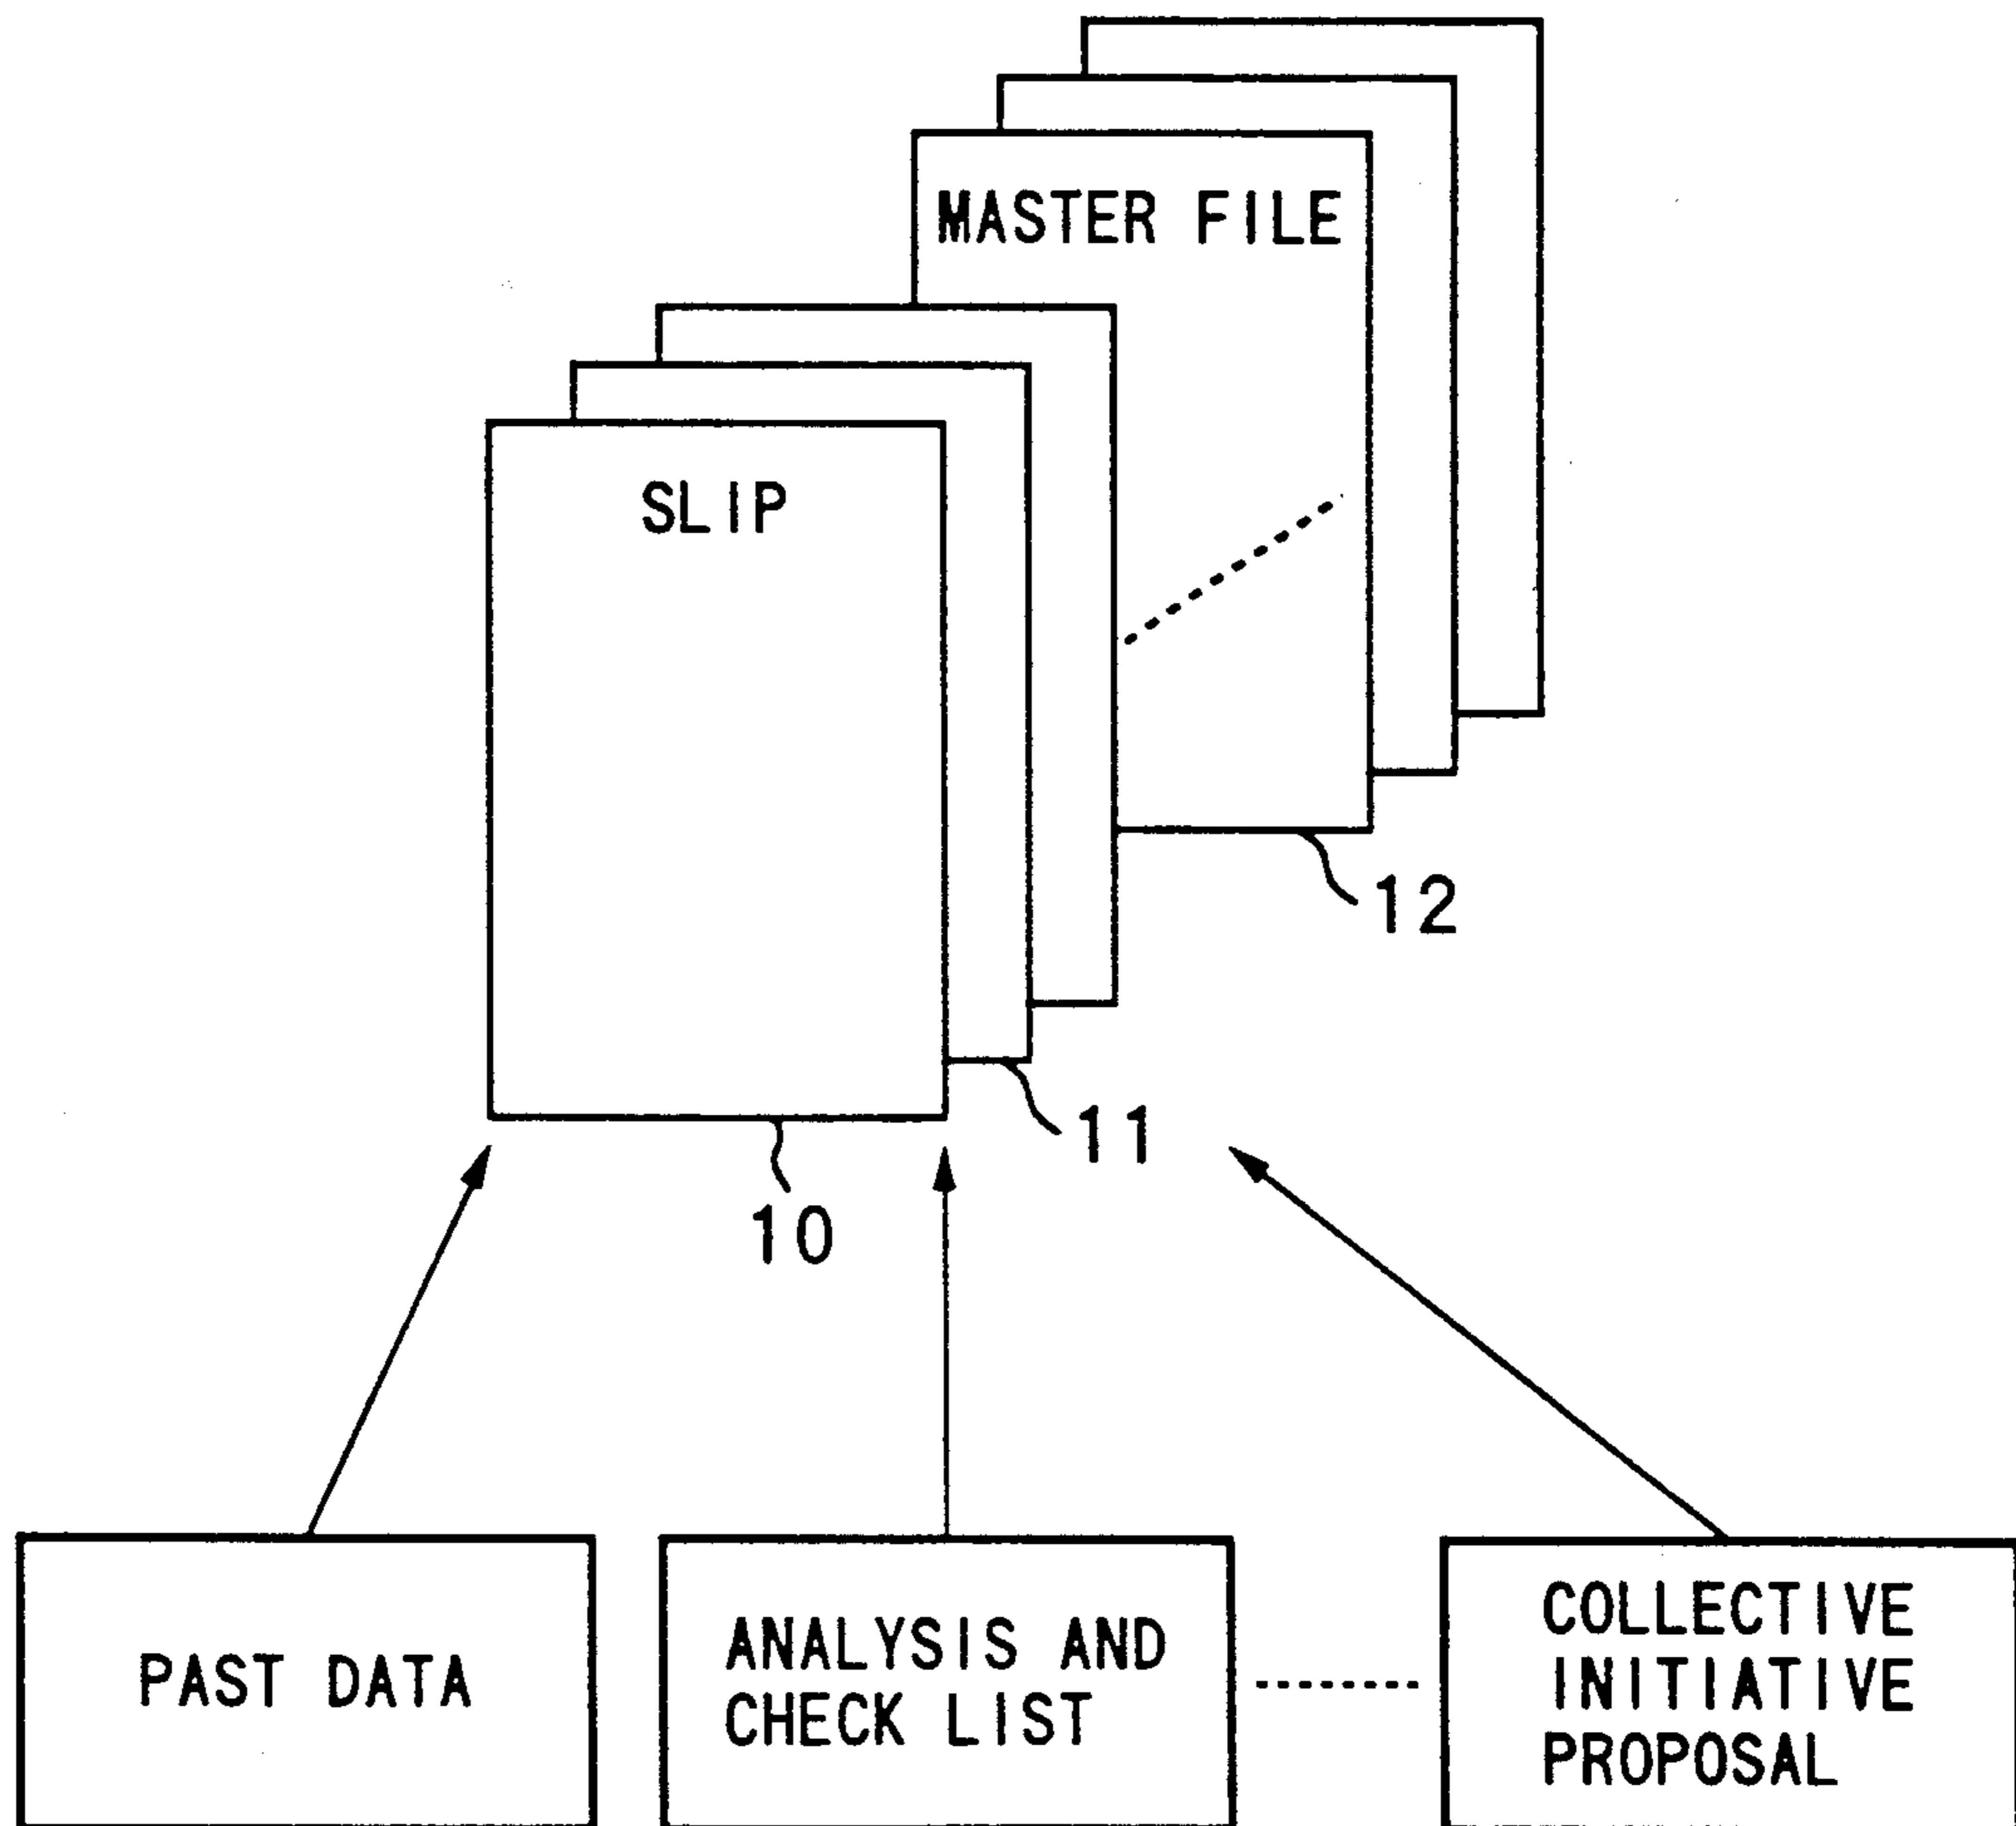 MASTER FILE
SLIP
12
11
10
PAST DATA
ANALYSIS AND
CHECK LIST
COLLECTIVE
INITIATIVE
PROPOSAL